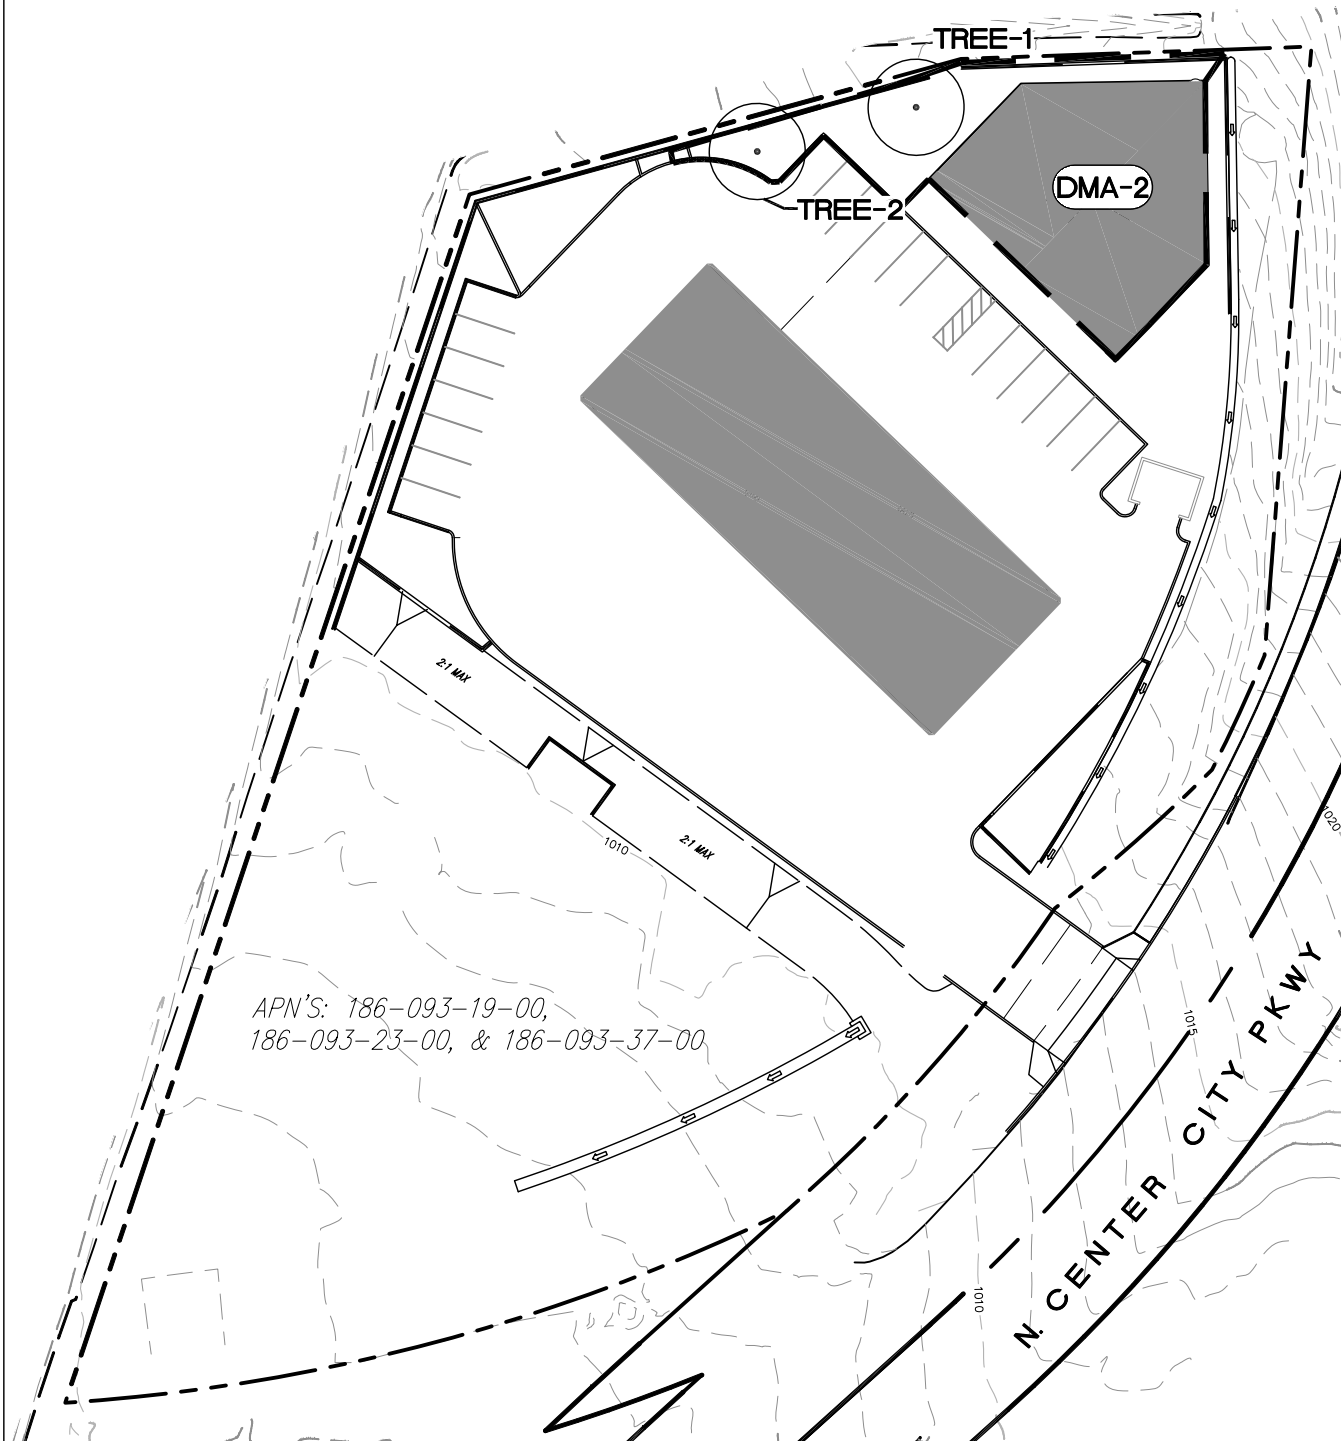 TREE-1
DMA-2
TREE-2
2:1 MAX
2:1 MAX
1010
1020
APN'S: 186-093-19-00,
186-093-23-00, & 186-093-37-00
1015
N. CENTER CITY PKWY
1010